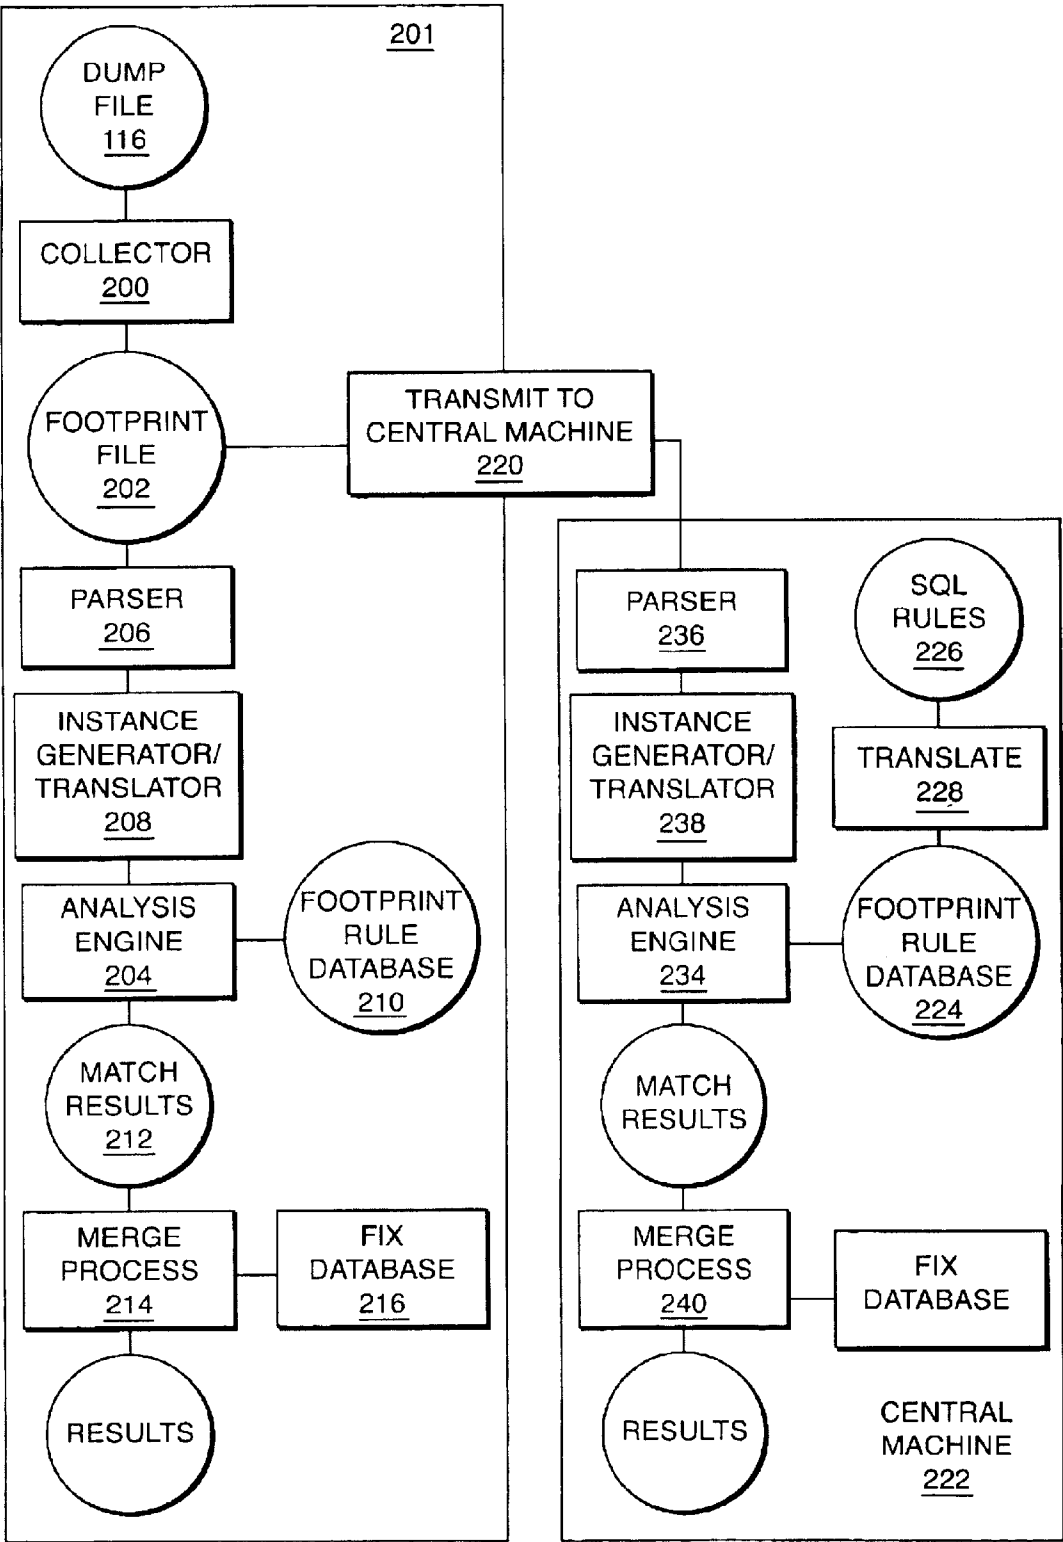 201
DUMP
FILE
116
COLLECTOR
200
FOOTPRINT
FILE
202
TRANSMIT TO
CENTRAL MACHINE
220
PARSER
206
INSTANCE
GENERATOR/
TRANSLATOR
208
ANALYSIS
ENGINE
204
FOOTPRINT
RULE
DATABASE
210
MATCH
RESULTS
212
MERGE
PROCESS
214
FIX
DATABASE
216
RESULTS
PARSER
236
SQL
RULES
226
INSTANCE
GENERATOR/
TRANSLATOR
238
TRANSLATE
228
ANALYSIS
ENGINE
234
FOOTPRINT
RULE
DATABASE
224
MATCH
RESULTS
MERGE
PROCESS
240
FIX
DATABASE
RESULTS
CENTRAL
MACHINE
222